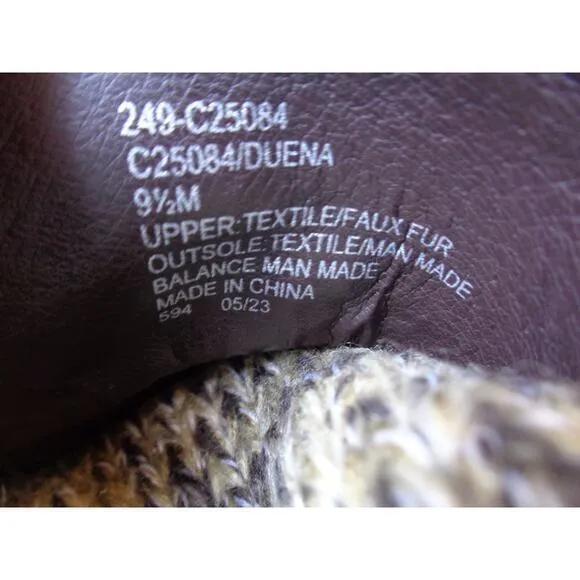 249-C25084
C25084/DUENA
9½M
UPPER:TEXTILE/FAUX FUR
OUTSOLE:TEXTILE/MAN MADE
BALANCE MAN MADE
MADE IN CHINA
594 05/23